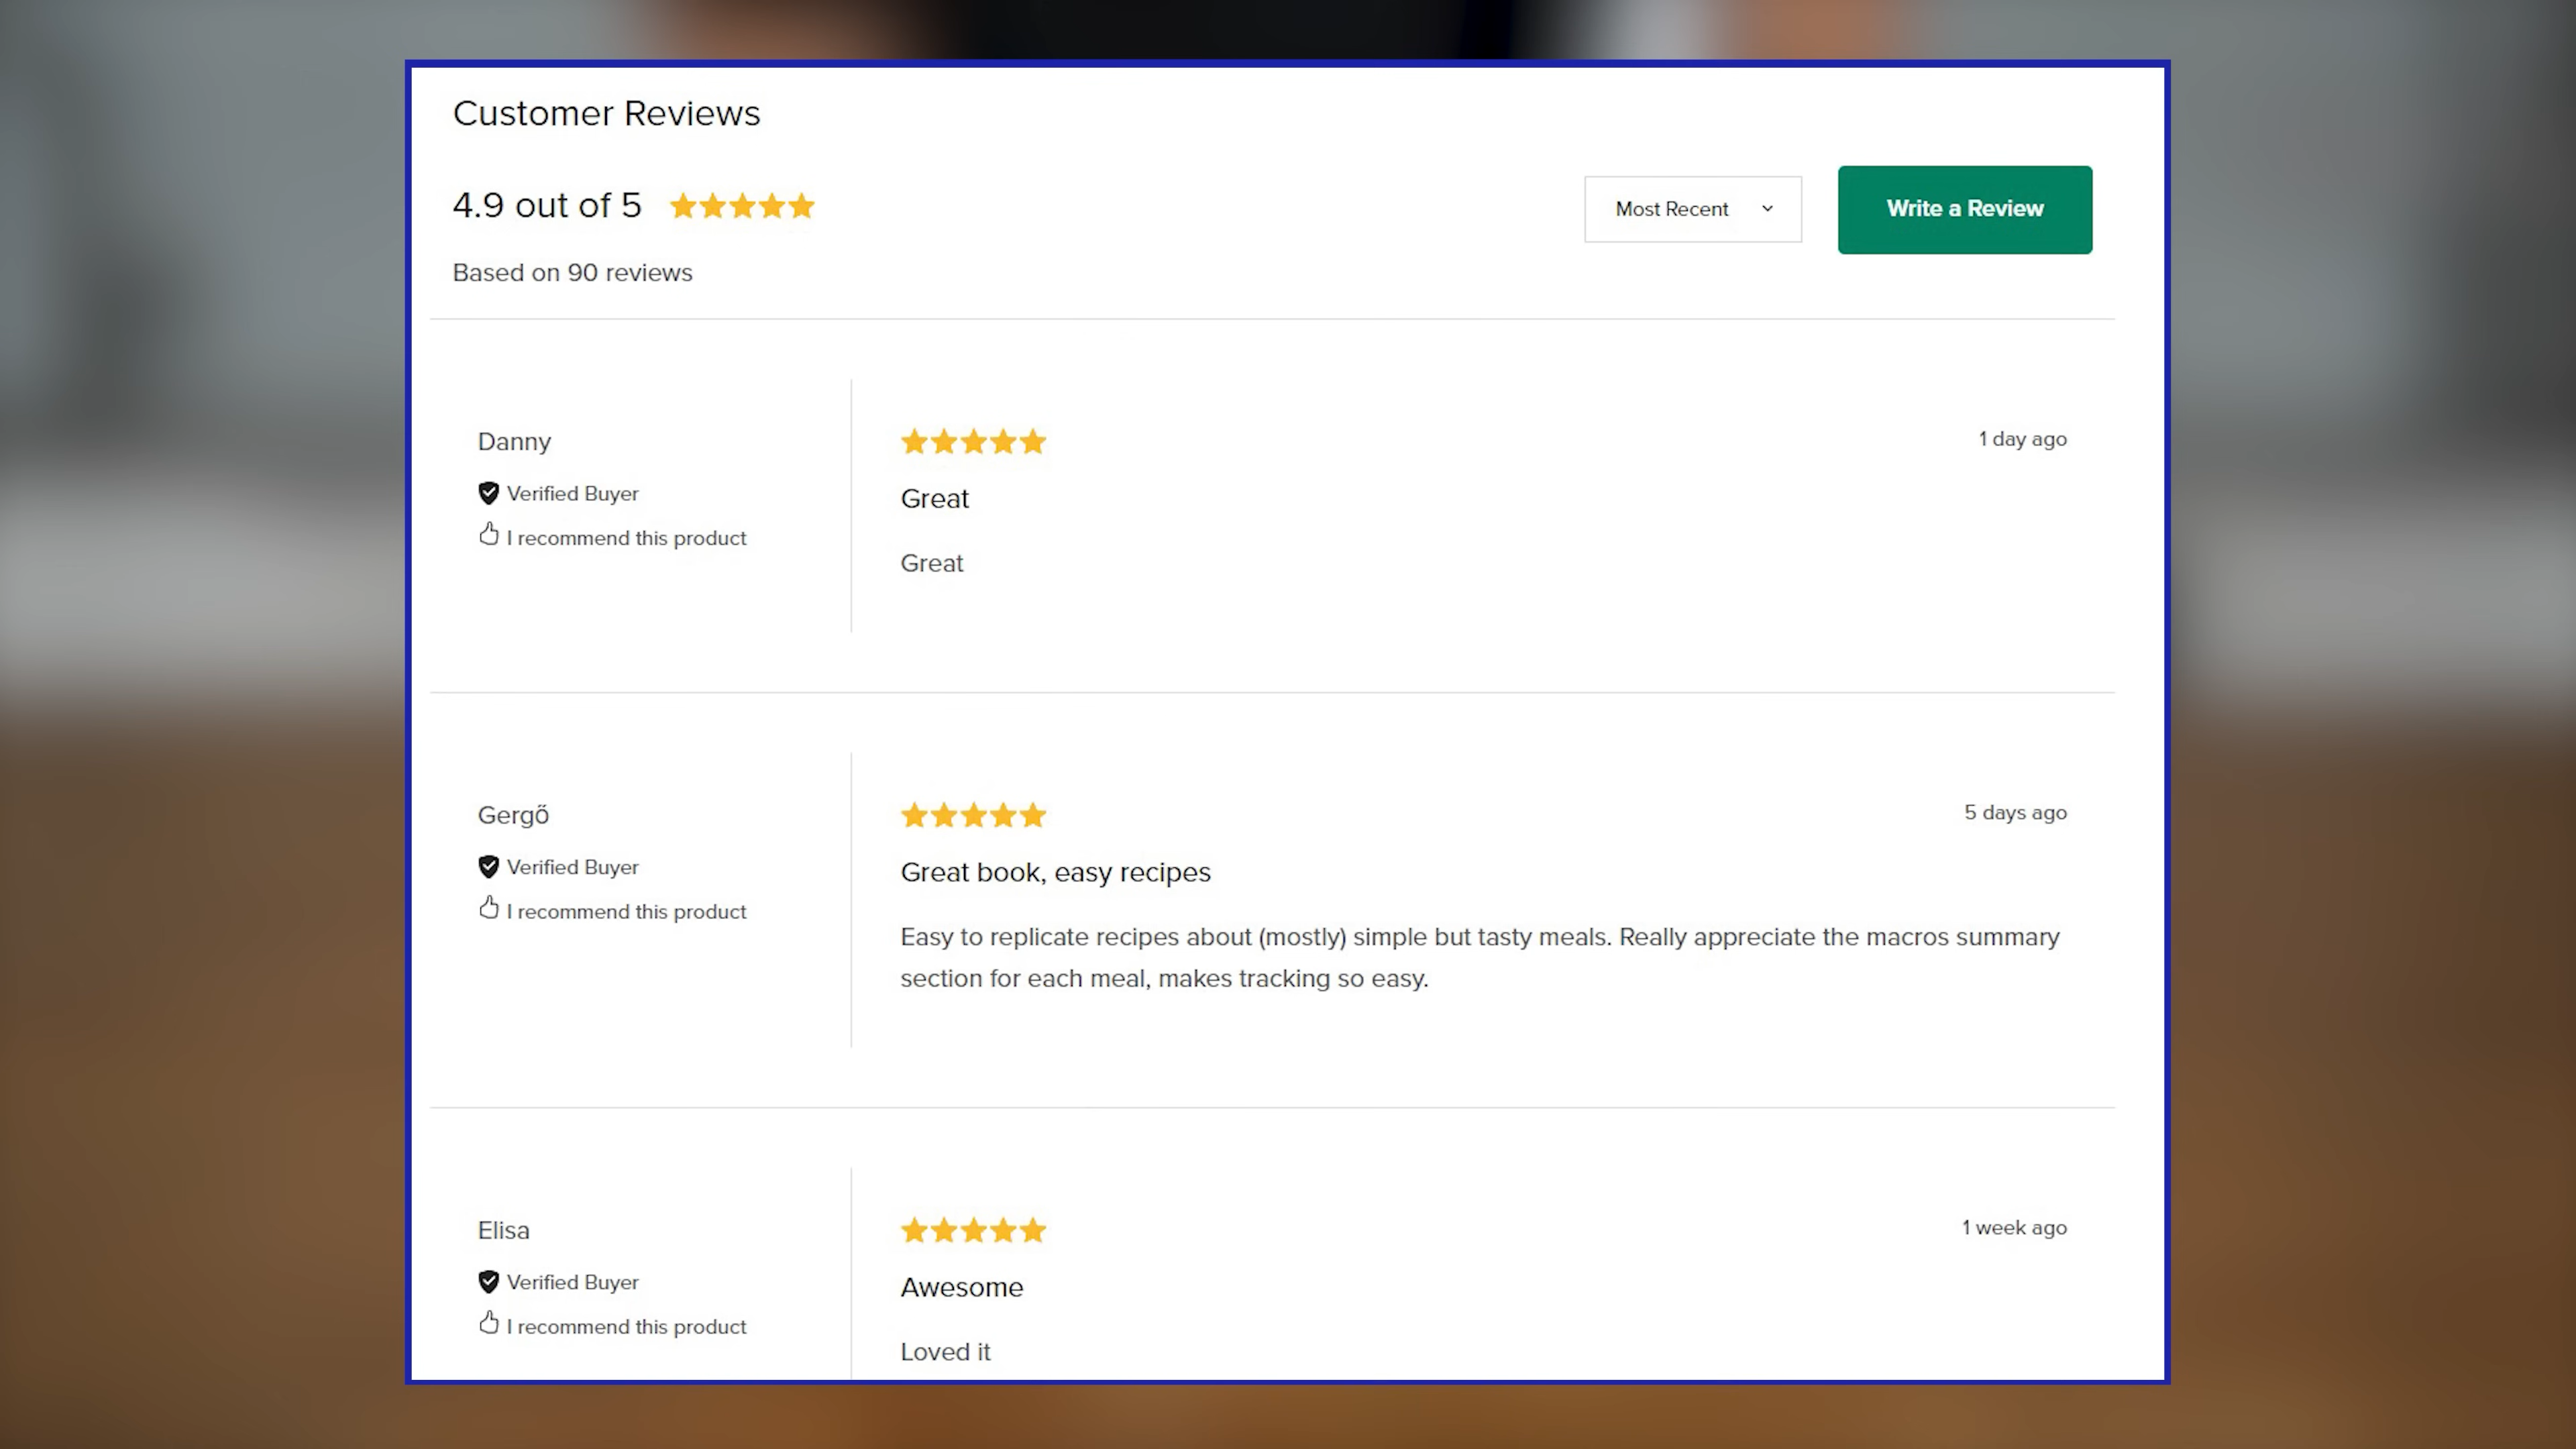 Customer Reviews
4.9 out of 5
Most Recent
Write a Review
Based on 90 reviews
Danny
Verified Buyer
I recommend this product
1 day ago
Great
Great
Gergő
Verified Buyer
I recommend this product
5 days ago
Great book, easy recipes
Easy to replicate recipes about (mostly) simple but tasty meals. Really appreciate the macros summary
section for each meal, makes tracking so easy.
Elisa
Verified Buyer
I recommend this product
1 week ago
Awesome
Loved it